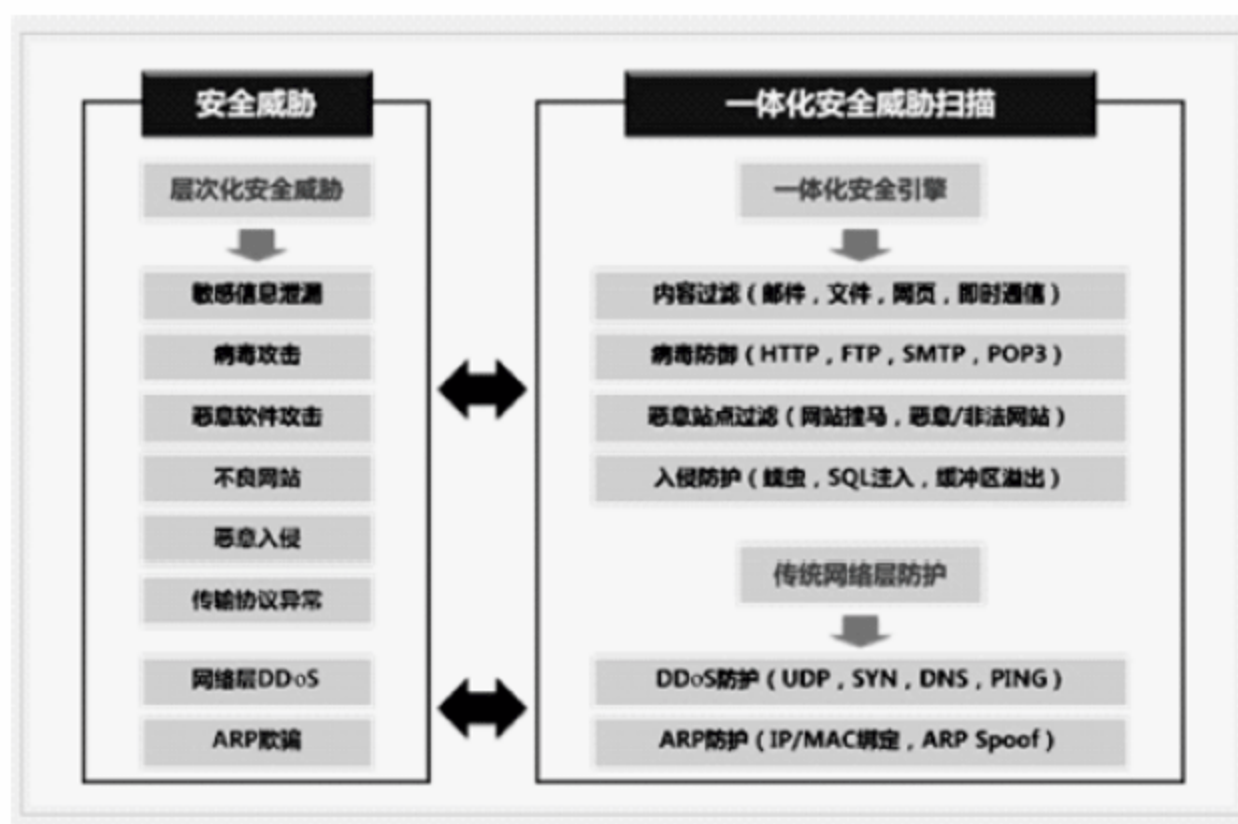 安全威胁
层次化安全威胁
敏感信息泄漏
病毒攻击
恶意软件攻击
不良网站
恶意入侵
传输协议异常
网络层DDoS
ARP欺骗
一体化安全威胁扫描
一体化安全引擎
内容过滤（邮件，文件，网页，即时通信）
病毒防御（HTTP，FTP，SMTP，POP3）
恶意站点过滤（网站挂马，恶意/非法网站）
入侵防护（蠕虫，SQL注入，缓冲区溢出）
传统网络层防护
DDoS防护（UDP，SYN，DNS，PING）
ARP防护（IP/MAC绑定，ARP Spoof）